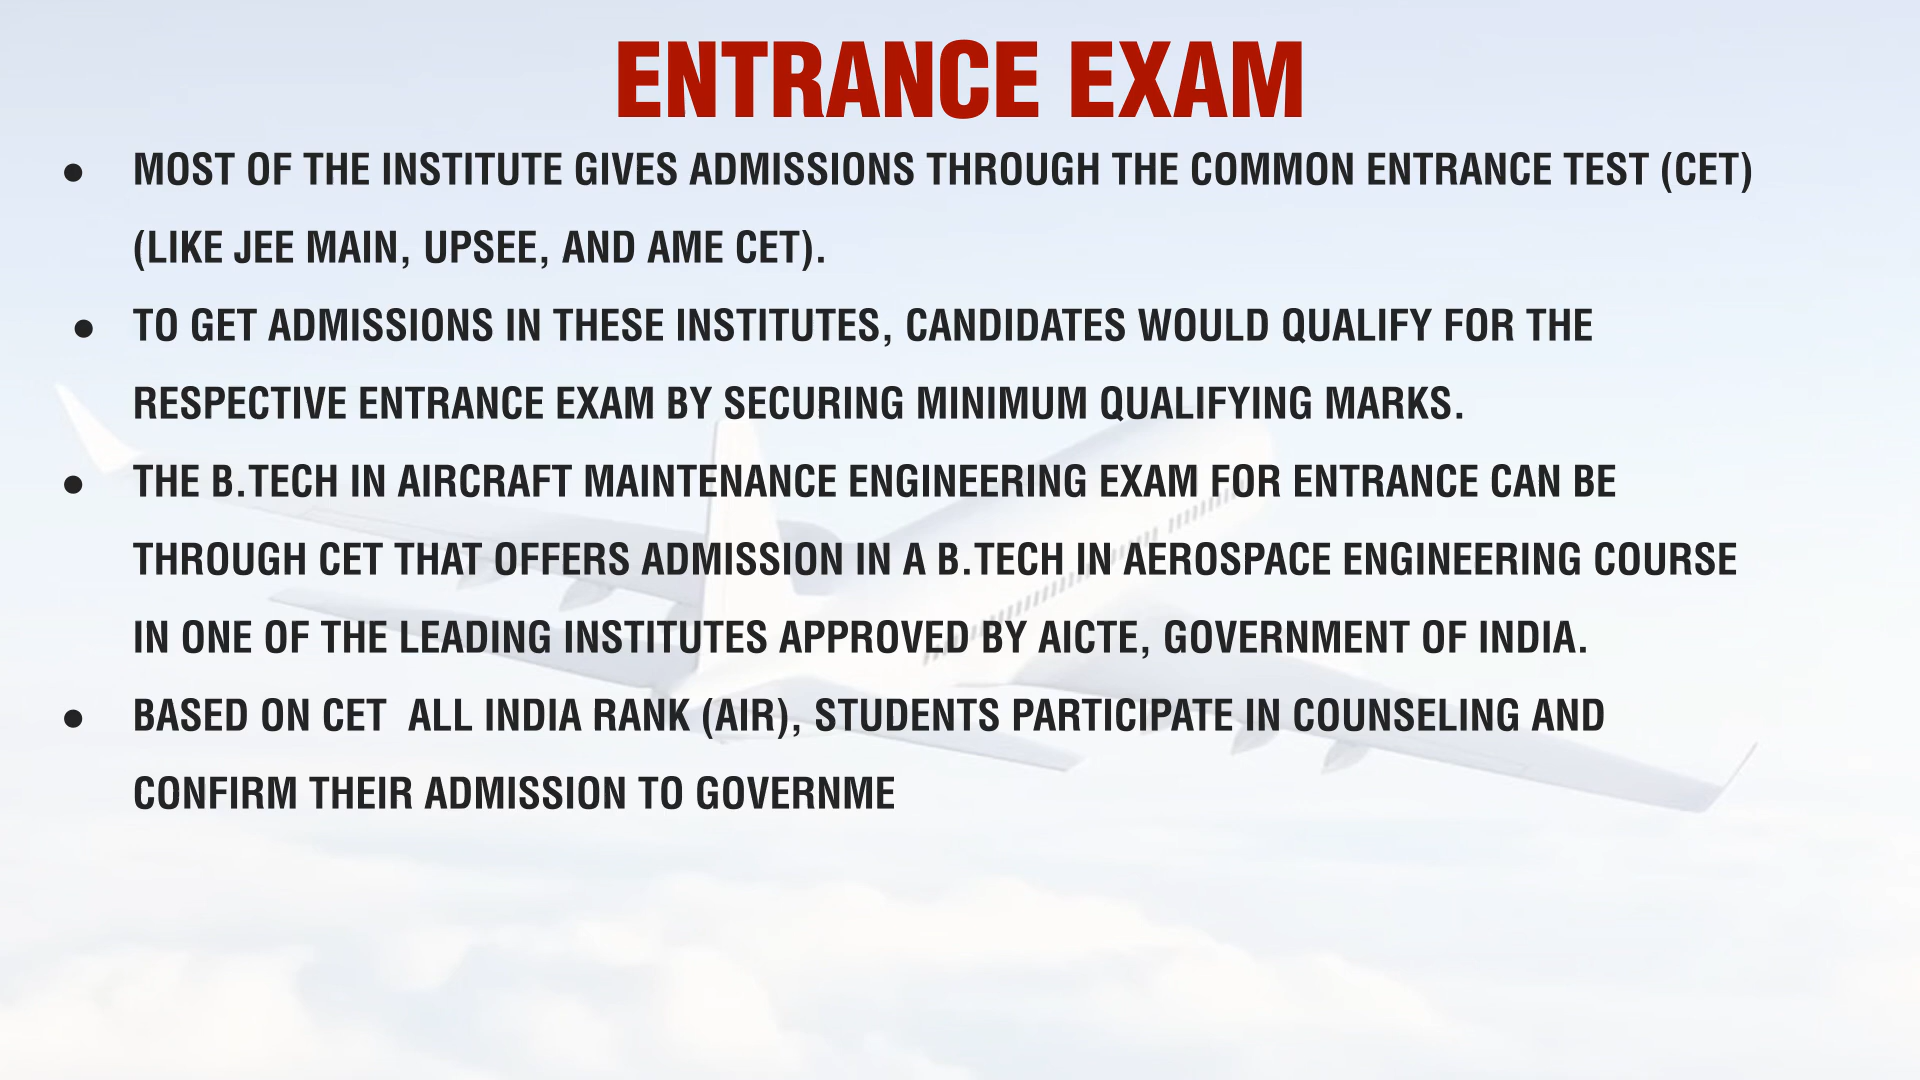 ENTRANCE EXAM
● MOST OF THE INSTITUTE GIVES ADMISSIONS THROUGH THE COMMON ENTRANCE TEST (CET)
(LIKE JEE MAIN, UPSEE, AND AME CET).
● TO GET ADMISSIONS IN THESE INSTITUTES, CANDIDATES WOULD QUALIFY FOR THE
RESPECTIVE ENTRANCE EXAM BY SECURING MINIMUM QUALIFYING MARKS.
● THE B.TECH IN AIRCRAFT MAINTENANCE ENGINEERING EXAM FOR ENTRANCE CAN BE
THROUGH CET THAT OFFERS ADMISSION IN A B.TECH IN AEROSPACE ENGINEERING COURSE
IN ONE OF THE LEADING INSTITUTES APPROVED BY AICTE, GOVERNMENT OF INDIA.
● BASED ON CET  ALL INDIA RANK (AIR), STUDENTS PARTICIPATE IN COUNSELING AND
CONFIRM THEIR ADMISSION TO GOVERNME